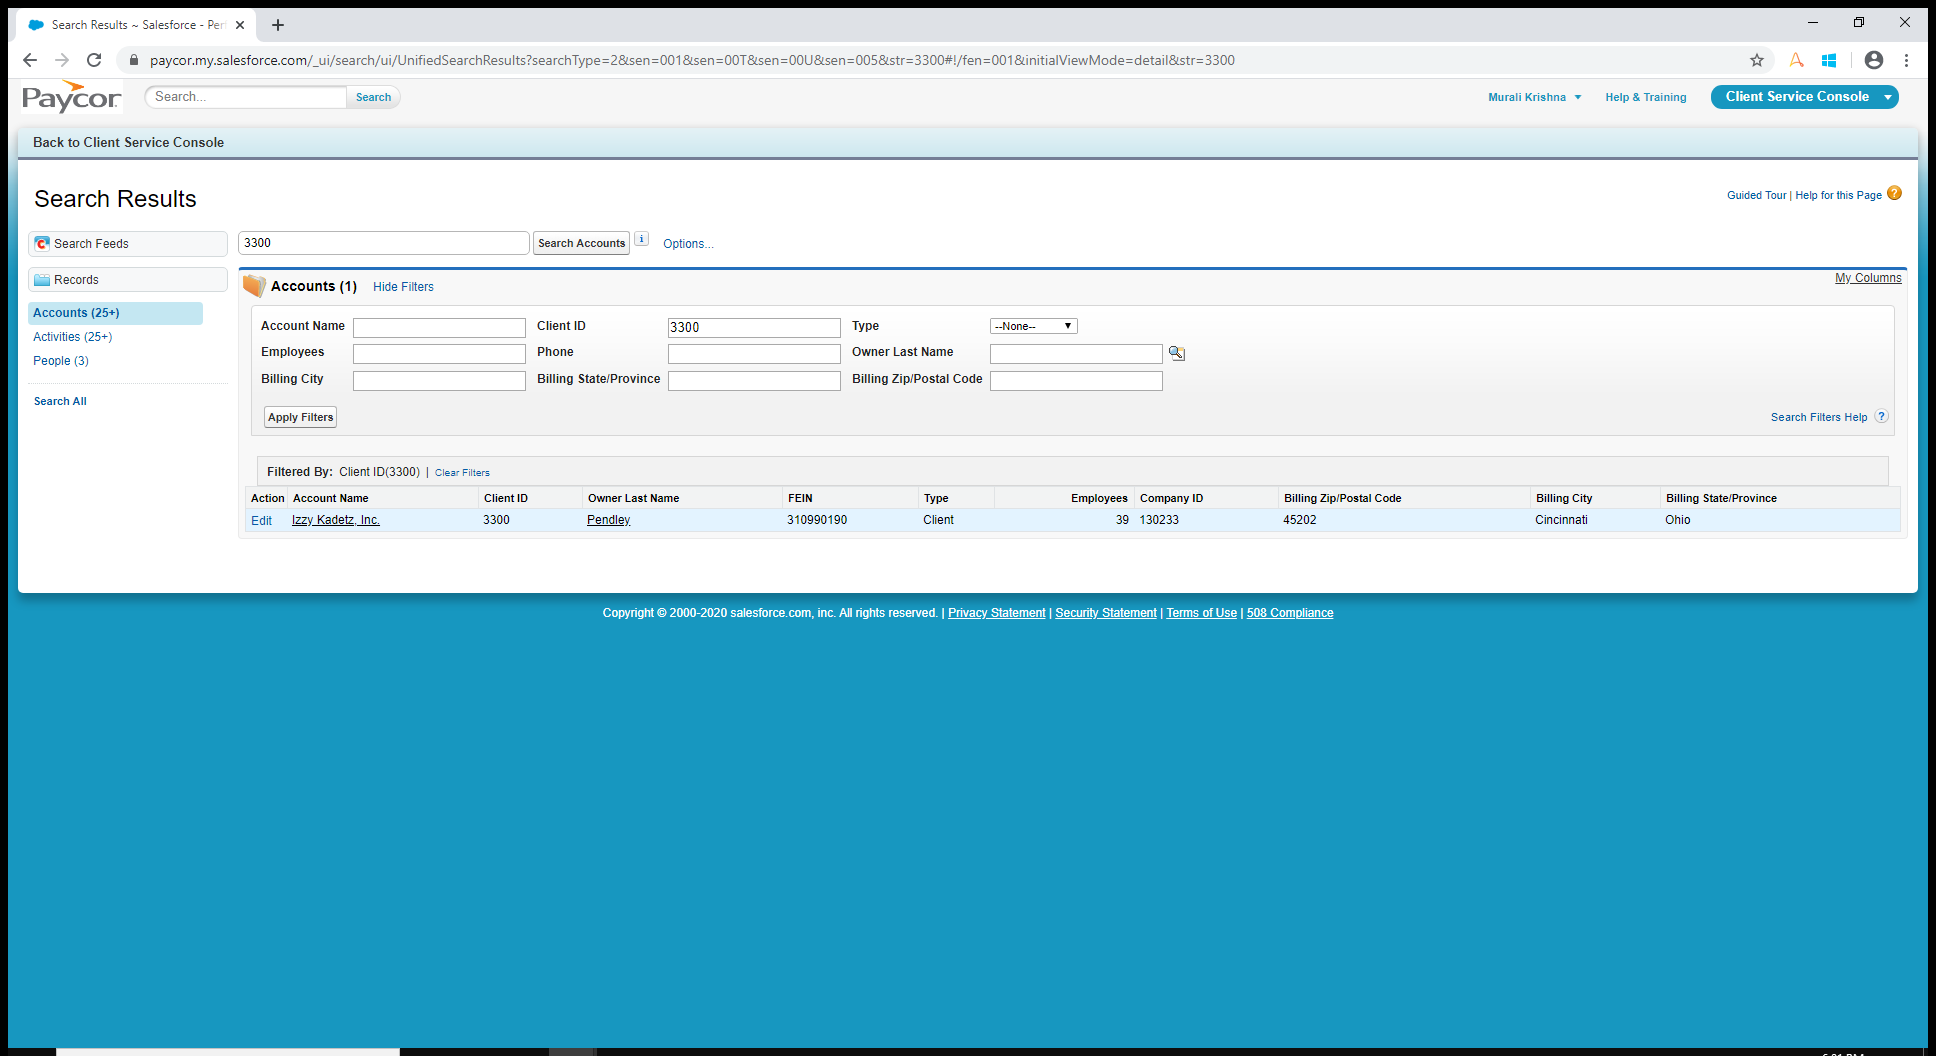 Search Results ~ Salesforce - Per
paycor.my.salesforce.com/_ui/search/ui/UnifiedSearchResults?searchType=2&sen=001&sen=00T&sen=00U&sen=005&str=3300#!/fen=001&initialViewMode=detail&str=3300
Paycor Search... Search Murali Krishna Help & Training Client Service Console
Back to Client Service Console
Search Results
Guided Tour | Help for this Page ?
Search Feeds 3300 Search Accounts i Options...
Records
Accounts (1) Hide Filters My Columns
Accounts (25+)
Activities (25+)
People (3)
Search All
Account Name Client ID 3300 Type --None--
Employees Phone Owner Last Name
Billing City Billing State/Province Billing Zip/Postal Code
Apply Filters Search Filters Help ?
Filtered By: Client ID(3300) | Clear Filters
Action Account Name Client ID Owner Last Name FEIN Type Employees Company ID Billing Zip/Postal Code Billing City Billing State/Province
Edit Izzy Kadetz, Inc. 3300 Pendley 310990190 Client 39 130233 45202 Cincinnati Ohio
Copyright © 2000-2020 salesforce.com, inc. All rights reserved. | Privacy Statement | Security Statement | Terms of Use | 508 Compliance